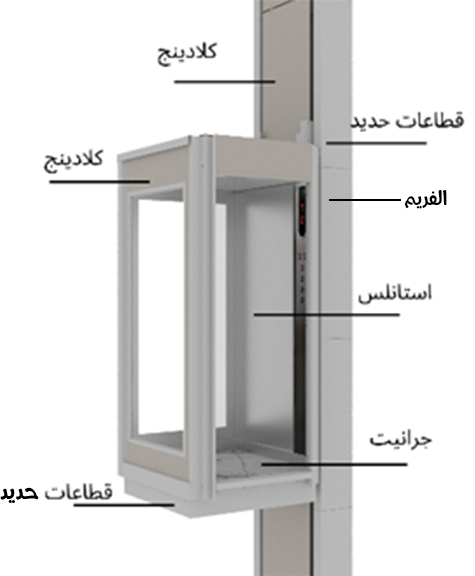 كلادينج
قطاعات حديد
كلادينج
الفريم
استانلس
جرانيت
قطاعات حديد